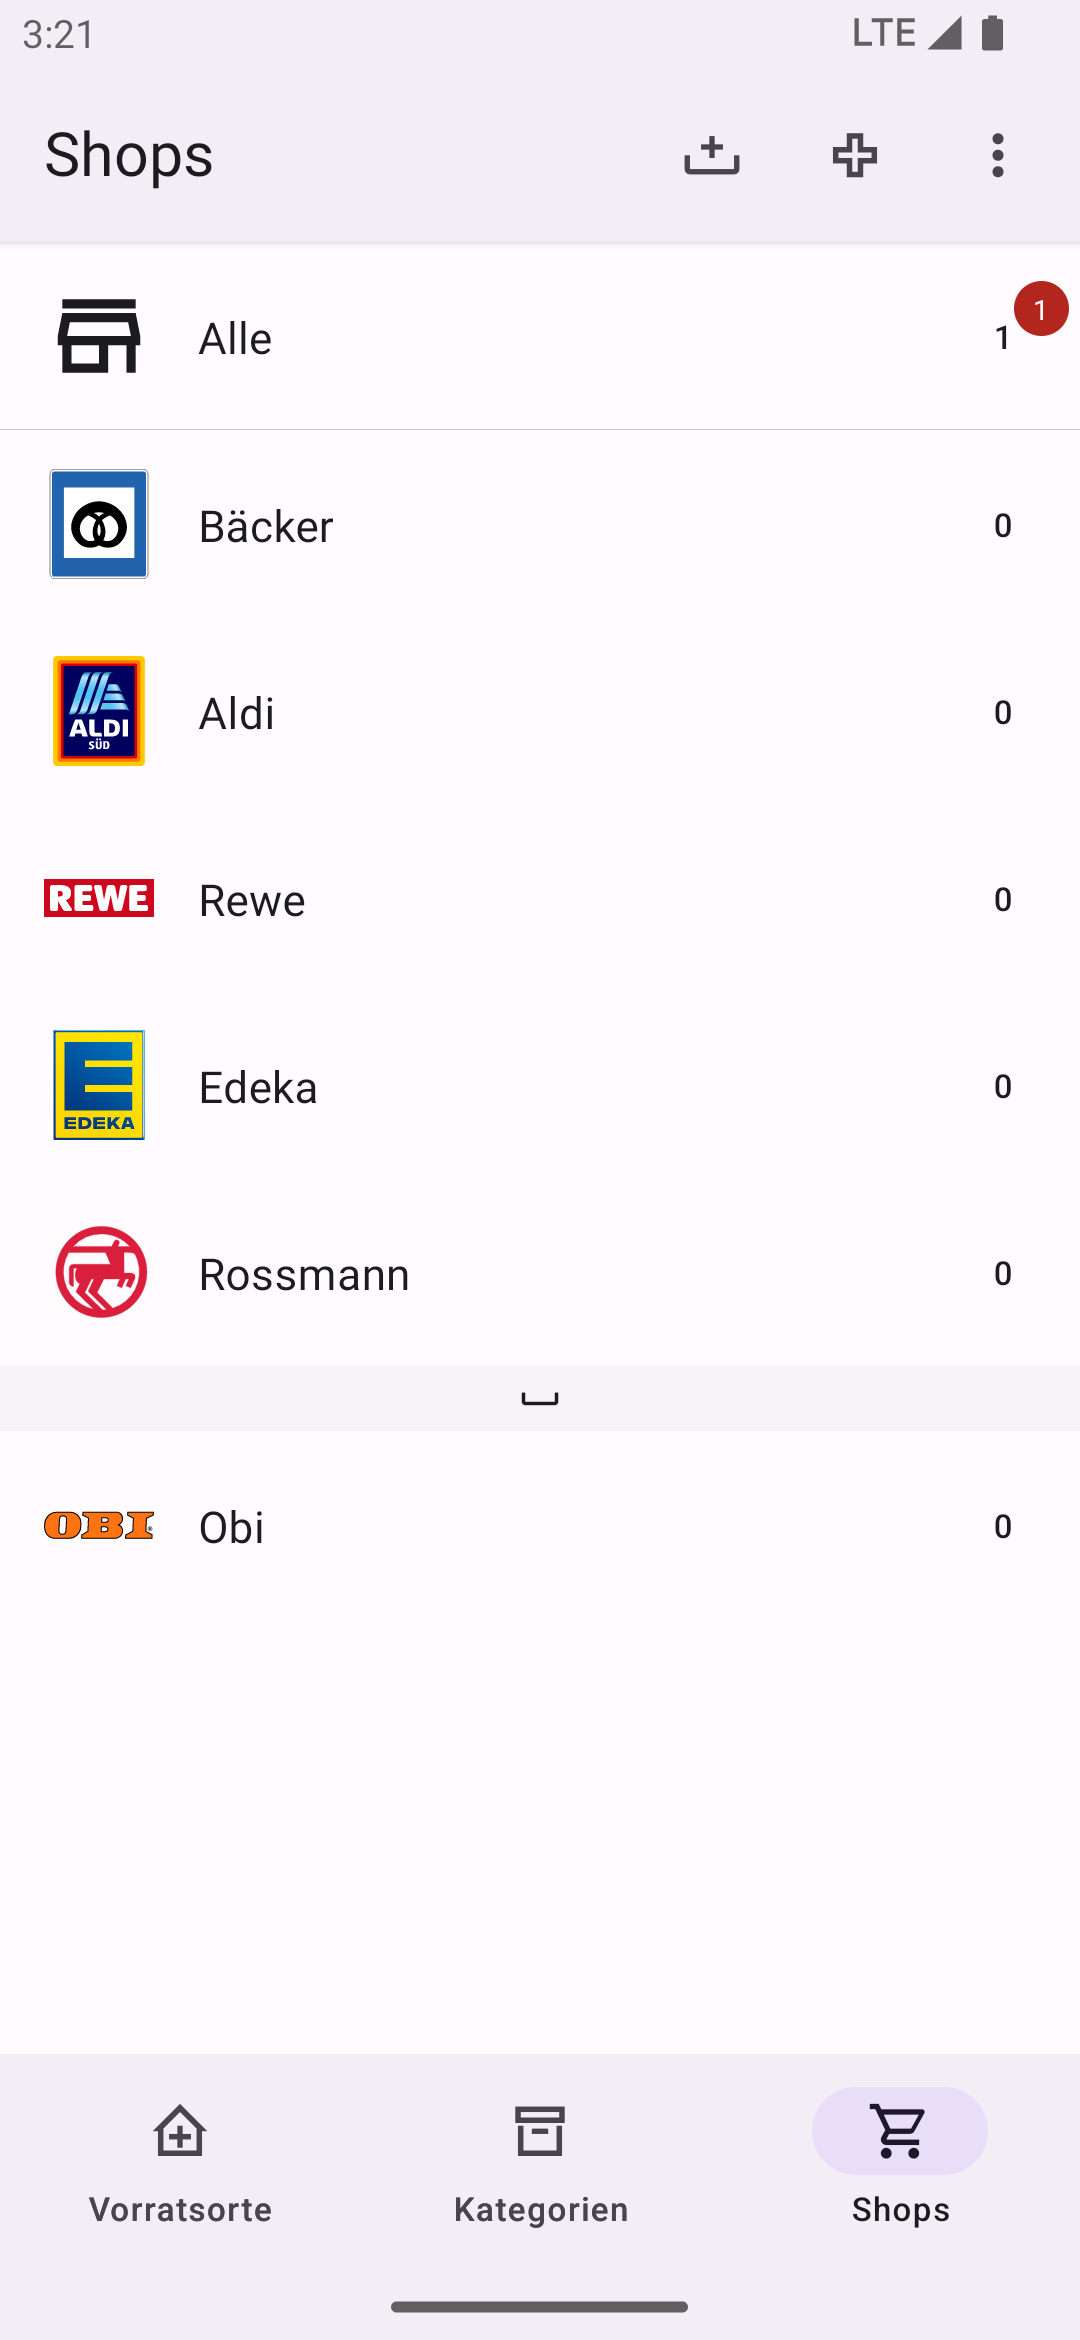 3:21 LTE
Shops
Alle 1 1
Bäcker 0
ALDI
SÜD
Aldi 0
REWE Rewe 0
EDEKA
Edeka 0
Rossmann 0
OBI Obi 0
Vorratsorte Kategorien Shops